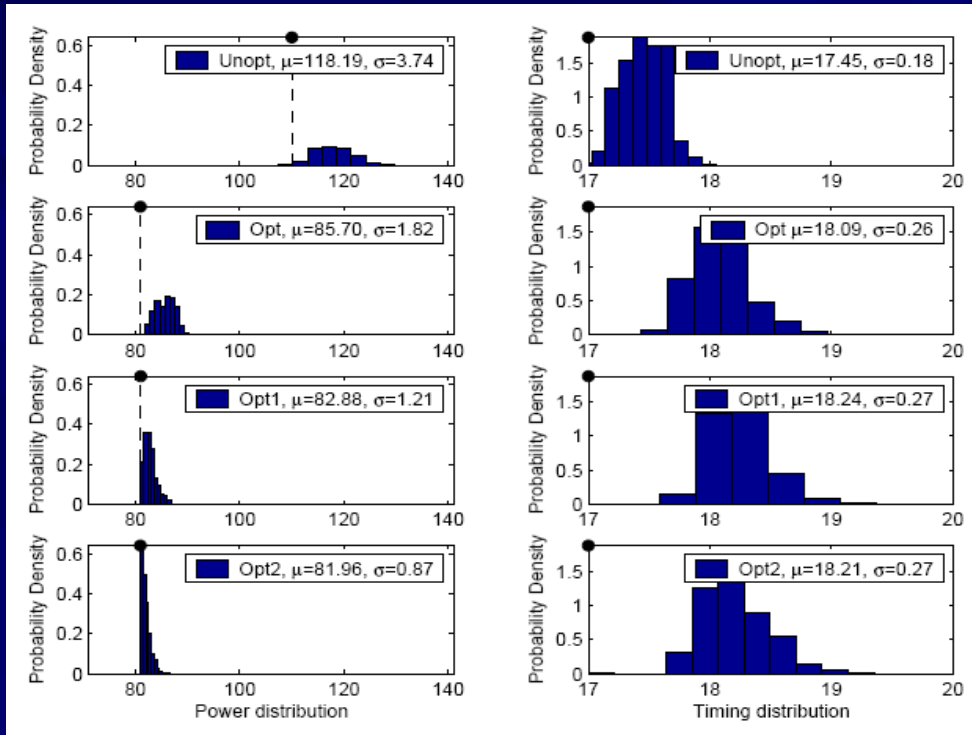 Probability Density
0.6
0.4
0.2
0
Unopt, μ=118.19, σ=3.74
80 100 120 140
Probability Density
1.5
1
0.5
0
Unopt, μ=17.45, σ=0.18
17 18 19 20
Probability Density
0.6
0.4
0.2
0
Opt, μ=85.70, σ=1.82
80 100 120 140
Probability Density
1.5
1
0.5
0
Opt μ=18.09, σ=0.26
17 18 19 20
Probability Density
0.6
0.4
0.2
0
Opt1, μ=82.88, σ=1.21
80 100 120 140
Probability Density
1.5
1
0.5
0
Opt1, μ=18.24, σ=0.27
17 18 19 20
Probability Density
0.6
0.4
0.2
0
Opt2, μ=81.96, σ=0.87
80 100 120 140
Power distribution
Probability Density
1.5
1
0.5
0
Opt2, μ=18.21, σ=0.27
17 18 19 20
Timing distribution